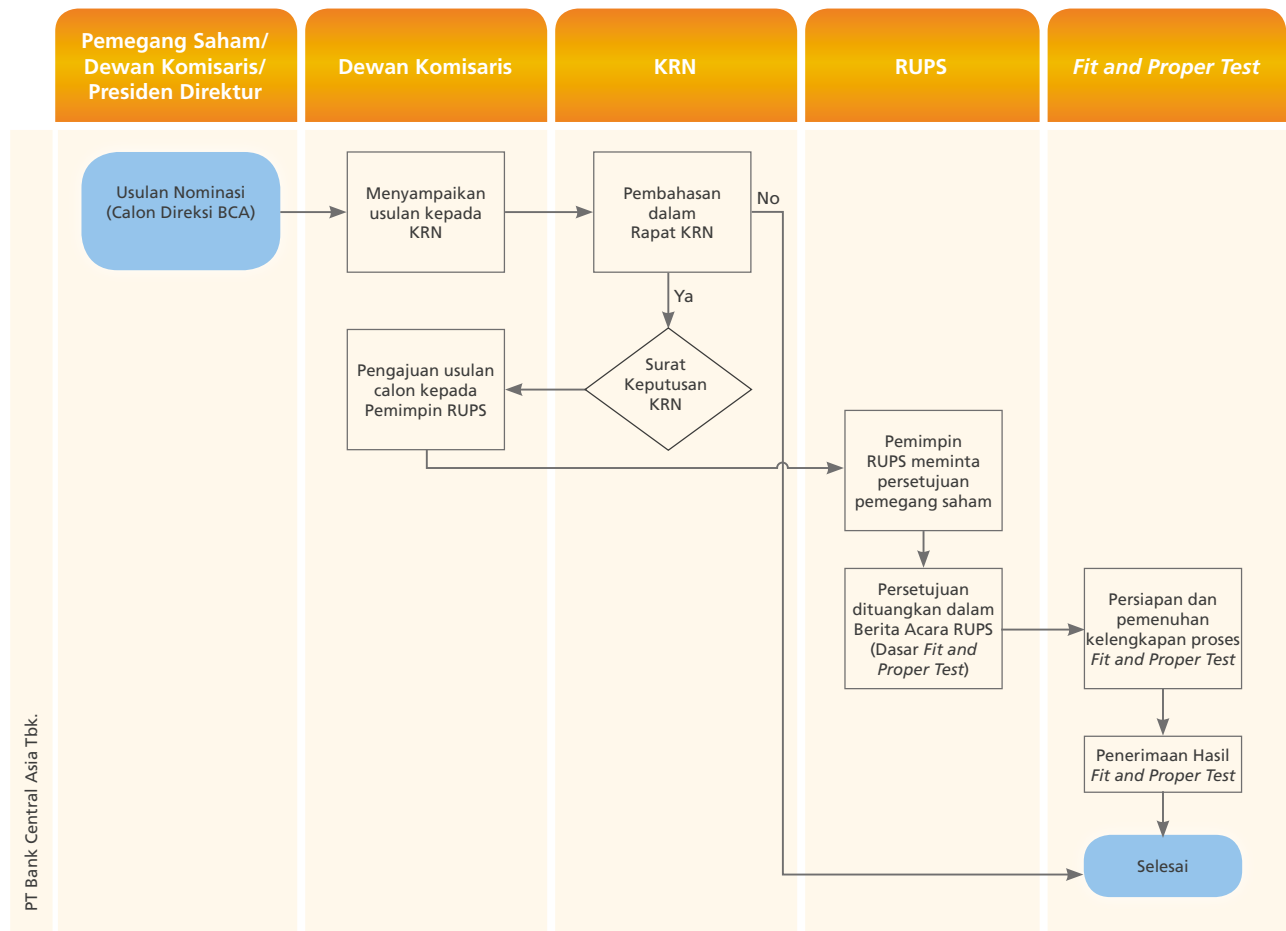 Pemegang Saham/
Dewan Komisaris/
Presiden Direktur
Dewan Komisaris
KRN
RUPS
Fit and Proper Test
PT Bank Central Asia Tbk.
Usulan Nominasi
(Calon Direksi BCA)
Menyampaikan
usulan kepada
KRN
Pembahasan
dalam
Rapat KRN
No
Ya
Surat
Keputusan
KRN
Pengajuan usulan
calon kepada
Pemimpin RUPS
Pemimpin
RUPS meminta
persetujuan
pemegang saham
Persetujuan
dituangkan dalam
Berita Acara RUPS
(Dasar Fit and
Proper Test)
Persiapan dan
pemenuhan
kelengkapan proses
Fit and Proper Test
Penerimaan Hasil
Fit and Proper Test
Selesai